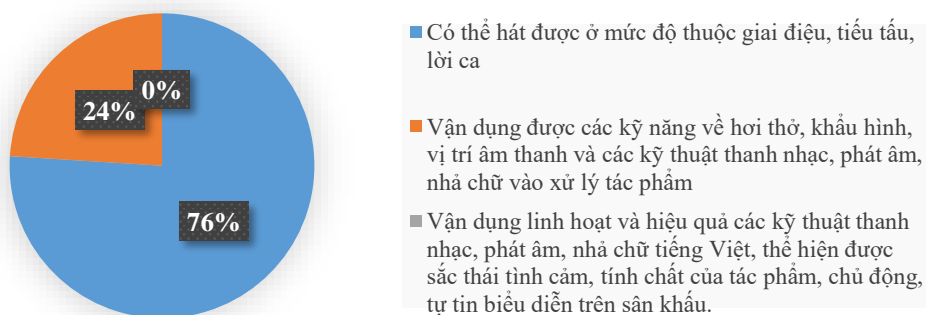 0%
24%
76%
Có thể hát được ở mức độ thuộc giai điệu, tiếu tấu,
lời ca
Vận dụng được các kỹ năng về hơi thở, khẩu hình,
vị trí âm thanh và các kỹ thuật thanh nhạc, phát âm,
nhả chữ vào xử lý tác phẩm
Vận dụng linh hoạt và hiệu quả các kỹ thuật thanh
nhạc, phát âm, nhả chữ tiếng Việt, thể hiện được
sắc thái tình cảm, tính chất của tác phẩm, chủ động,
tự tin biểu diễn trên sân khấu.